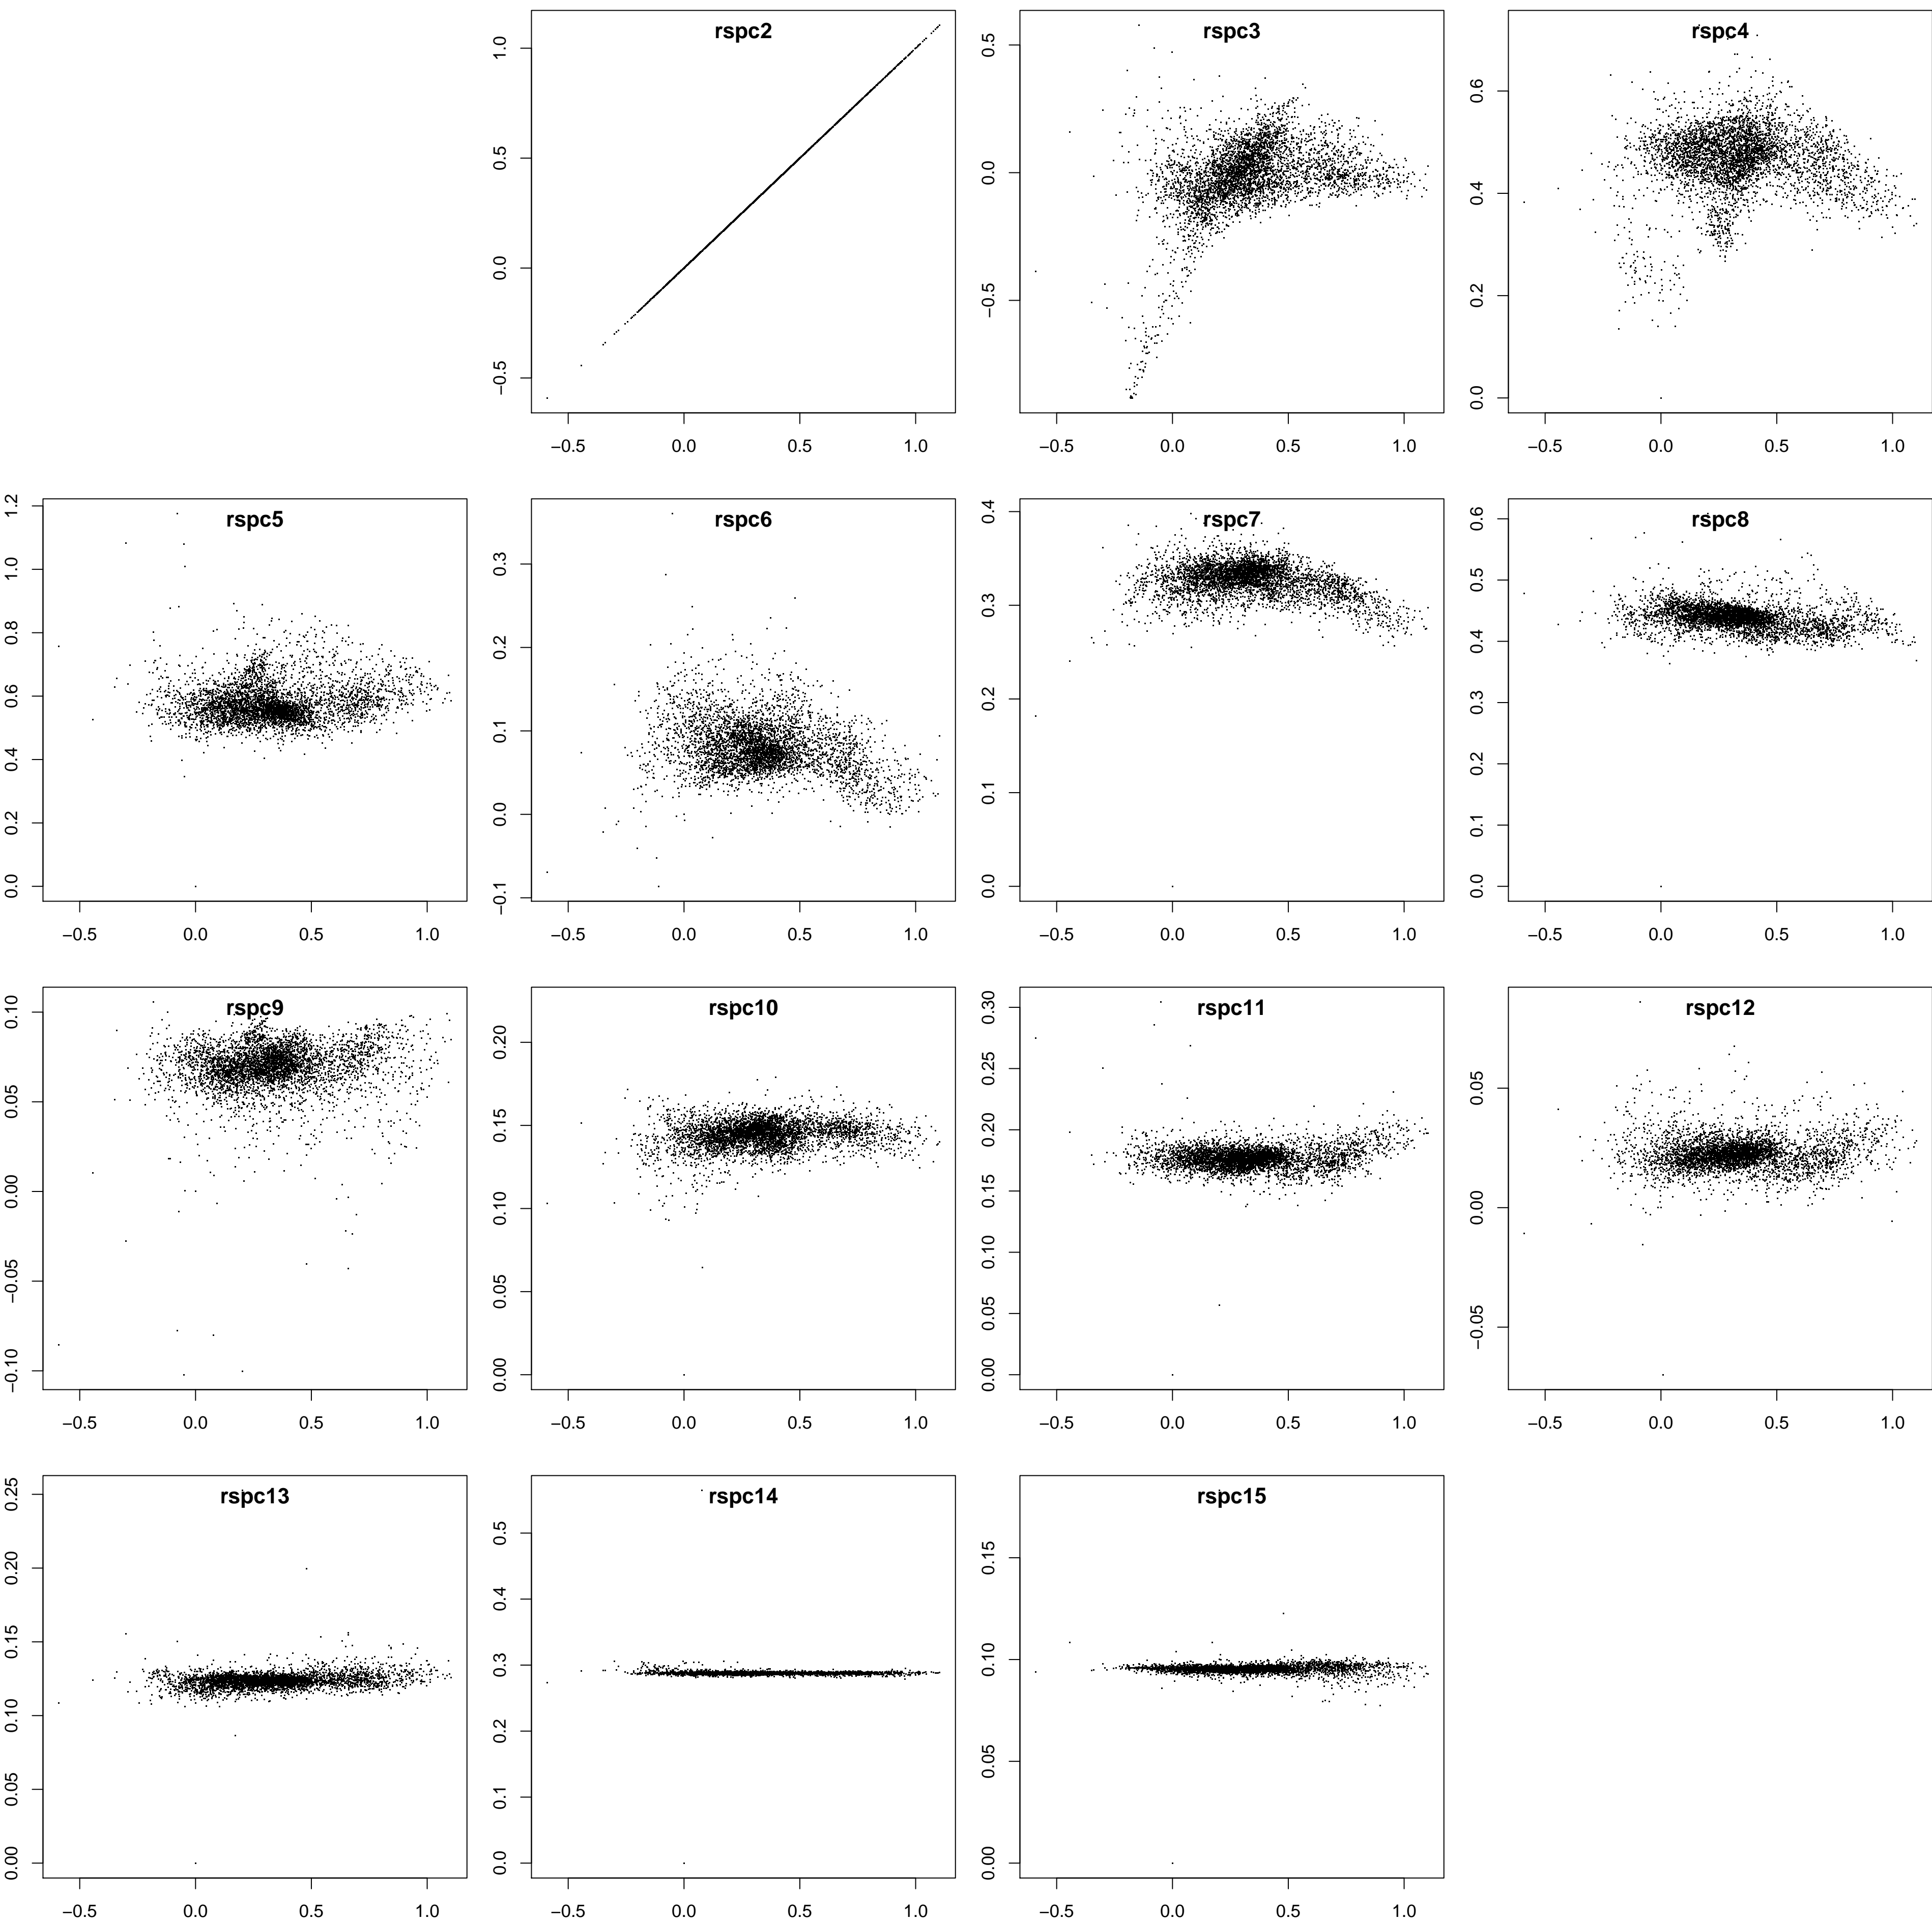 rspc2 rspc3 rspc4
1.0 0.5 0.0 −0.5
0.5 0.0 −0.5
0.6 0.4 0.2 0.0
−0.5 0.0 0.5 1.0 −0.5 0.0 0.5 1.0 −0.5 0.0 0.5 1.0
rspc5 rspc6 rspc7 rspc8
1.2 1.0 0.8 0.6 0.4 0.2 0.0
0.3 0.2 0.1 0.0 −0.1
0.4 0.3 0.2 0.1 0.0
0.6 0.5 0.4 0.3 0.2 0.1 0.0
−0.5 0.0 0.5 1.0 −0.5 0.0 0.5 1.0 −0.5 0.0 0.5 1.0 −0.5 0.0 0.5 1.0
rspc9 rspc10 rspc11 rspc12
0.10 0.05 0.00 −0.05 −0.10
0.20 0.15 0.10 0.05 0.00
0.30 0.25 0.20 0.15 0.10 0.05 0.00
0.05 0.00 −0.05
−0.5 0.0 0.5 1.0 −0.5 0.0 0.5 1.0 −0.5 0.0 0.5 1.0 −0.5 0.0 0.5 1.0
rspc13 rspc14 rspc15
0.25 0.20 0.15 0.10 0.05 0.00
0.5 0.4 0.3 0.2 0.1 0.0
0.15 0.10 0.05 0.00
−0.5 0.0 0.5 1.0 −0.5 0.0 0.5 1.0 −0.5 0.0 0.5 1.0